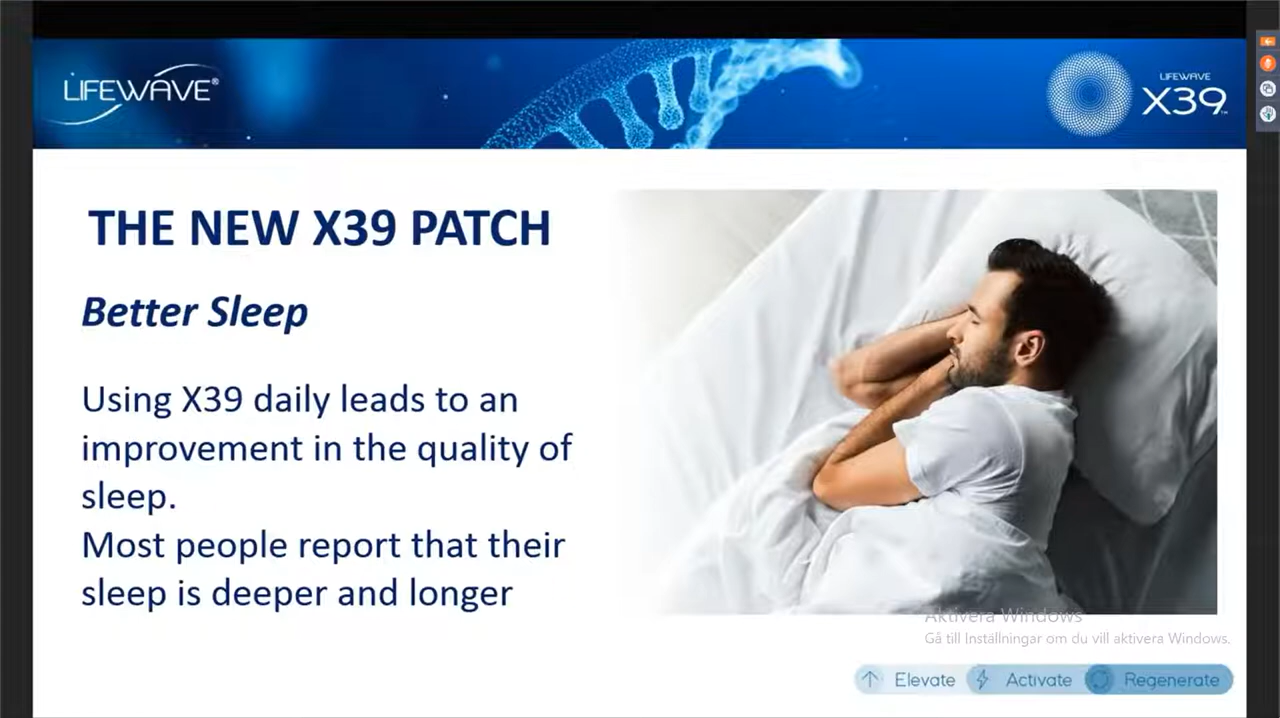 LIFEWAVE®
LIFEWAVE
X39™
THE NEW X39 PATCH
Better Sleep
Using X39 daily leads to an
improvement in the quality of
sleep.
Most people report that their
sleep is deeper and longer
Aktivera Windows
Gå till Inställningar om du vill aktivera Windows.
Elevate Activate Regenerate